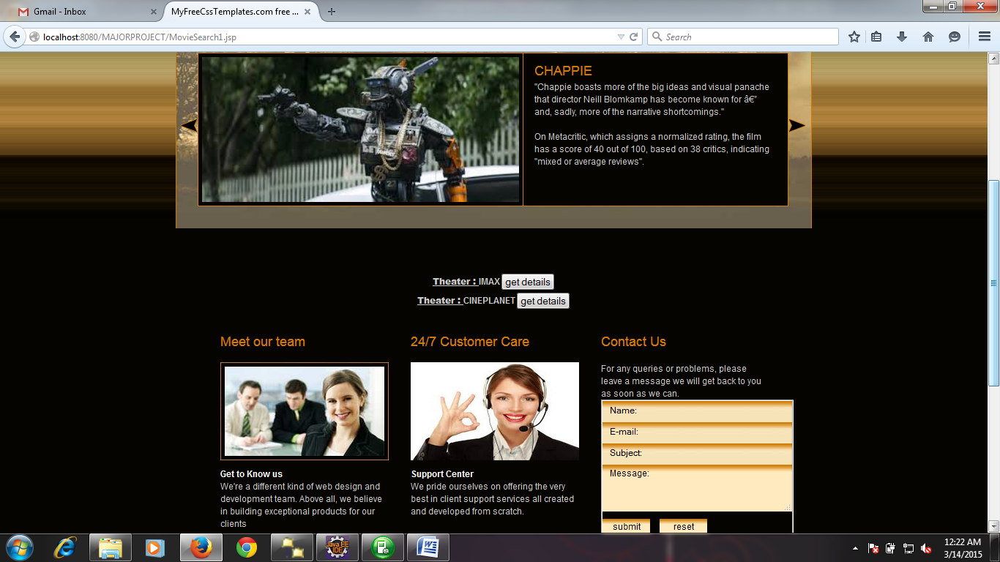 Gmail - Inbox
MyFreeCssTemplates.com free ...
localhost:8080/MAJORPROJECT/MovieSearch1.jsp
Search
CHAPPIE
"Chappie boasts more of the big ideas and visual panache
that director Neill Blomkamp has become known for â€"
and, sadly, more of the narrative shortcomings."
On Metacritic, which assigns a normalized rating, the film
has a score of 40 out of 100, based on 38 critics, indicating
"mixed or average reviews".
Theater : IMAX get details
Theater : CINEPLANET get details
Meet our team
Get to Know us
We're a different kind of web design and
development team. Above all, we believe
in building exceptional products for our
clients
24/7 Customer Care
Support Center
We pride ourselves on offering the very
best in client support services all created
and developed from scratch.
Contact Us
For any queries or problems, please
leave a message we will get back to you
as soon as we can.
Name:
E-mail:
Subject:
Message:
submit reset
Java EE
IDE
12:22 AM
3/14/2015